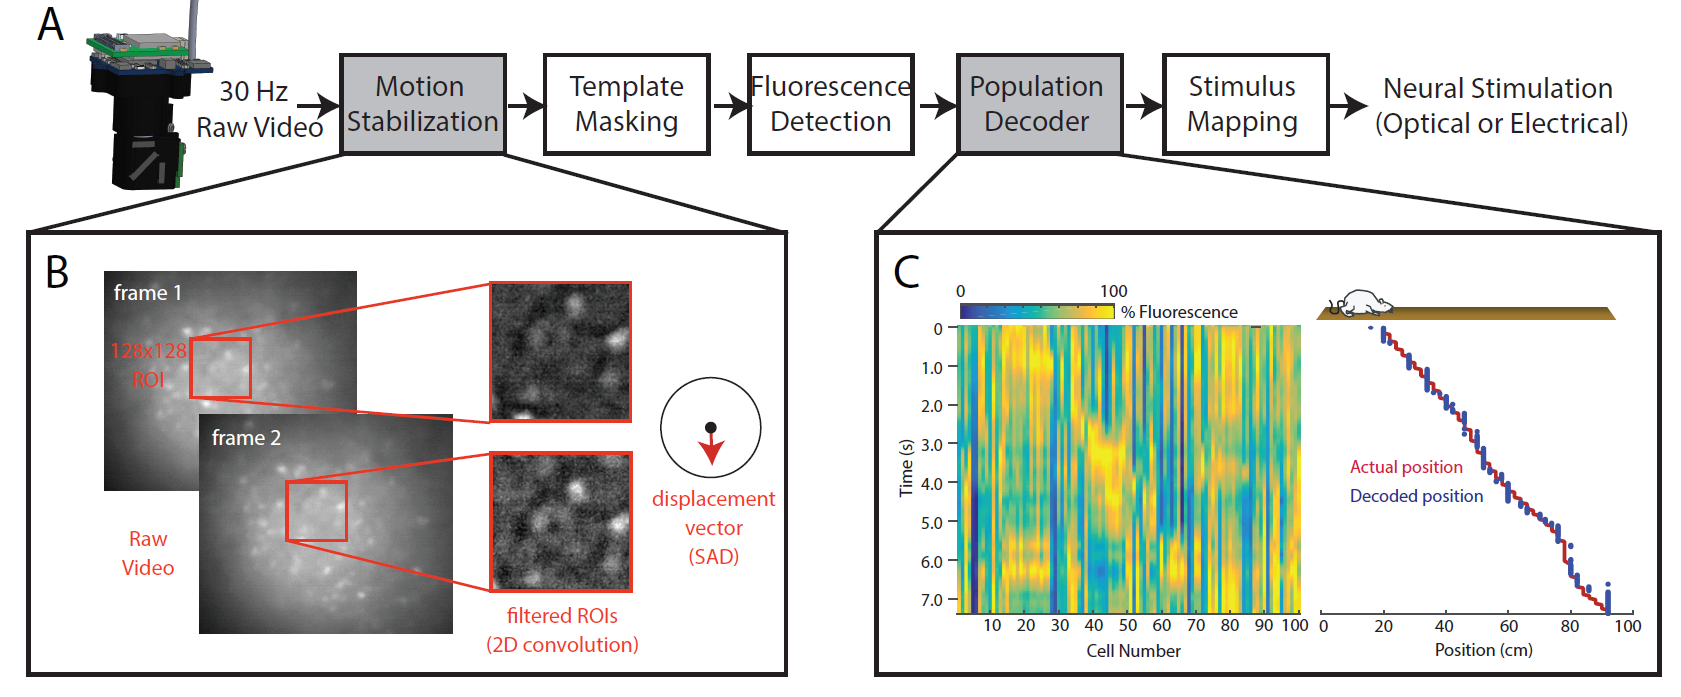 A
30 Hz
Raw Video
Motion
Stabilization
Template
Masking
Fluorescence
Detection
Population
Decoder
Stimulus
Mapping
Neural Stimulation
(Optical or Electrical)
B
frame 1
128x128
ROI
frame 2
Raw
Video
filtered ROIs
(2D convolution)
displacement
vector
(SAD)
C
0 100
% Fluorescence
Time (s)
0
1.0
2.0
3.0
4.0
5.0
6.0
7.0
10 20 30 40 50 60 70 80 90 100
Cell Number
Actual position
Decoded position
0 20 40 60 80 100
Position (cm)